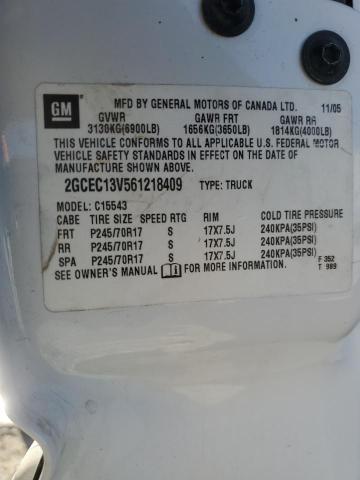 GM
MFD BY GENERAL MOTORS OF CANADA LTD. 11/05
GVWR GAWR FRT GAWR RR
3130KG(6900LB) 1656KG(3650LB) 1814KG(4000LB)
THIS VEHICLE CONFORMS TO ALL APPLICABLE U.S. FEDERAL MOTOR
VEHICLE SAFETY STANDARDS IN EFFECT ON THE DATE OF
MANUFACTURE SHOWN ABOVE.
2GCEC13V561218409 TYPE: TRUCK
MODEL: C15543
CABE TIRE SIZE SPEED RTG RIM COLD TIRE PRESSURE
FRT P245/70R17 S 17X7.5J 240KPA(35PSI)
RR P245/70R17 S 17X7.5J 240KPA(35PSI)
SPA P245/70R17 S 17X7.5J 240KPA(35PSI)
SEE OWNER'S MANUAL FOR MORE INFORMATION.
F 352
T 989